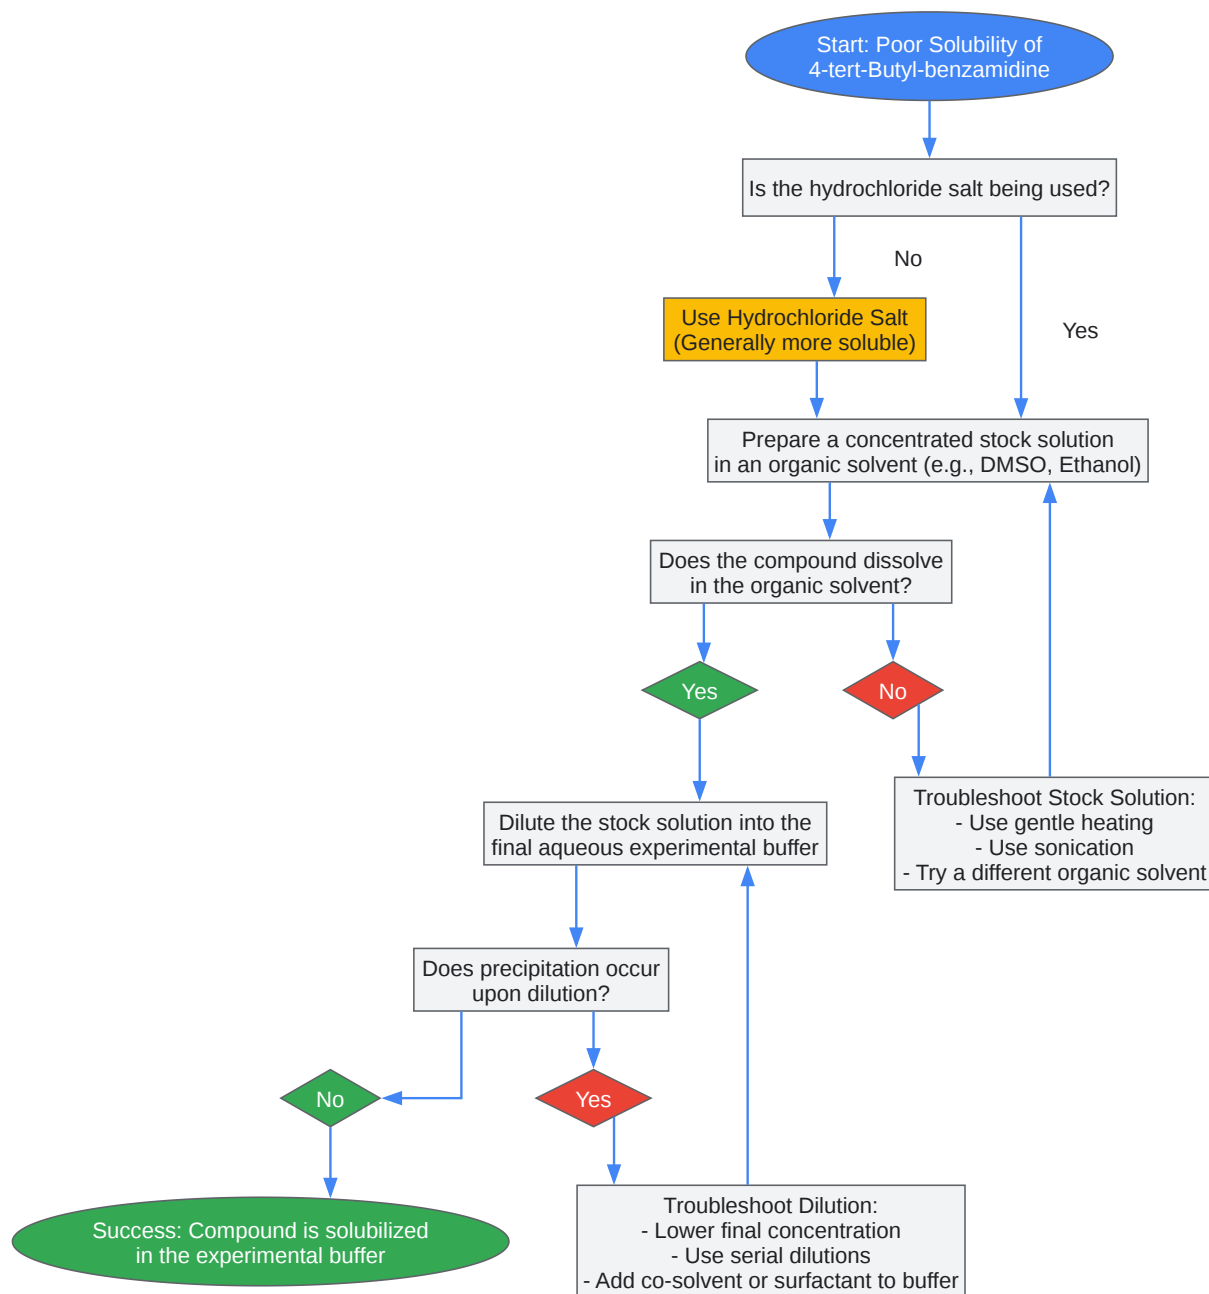 Start: Poor Solubility of
4-tert-Butyl-benzamidine
Is the hydrochloride salt being used?
No
Use Hydrochloride Salt
(Generally more soluble)
Yes
Prepare a concentrated stock solution
in an organic solvent (e.g., DMSO, Ethanol)
Does the compound dissolve
in the organic solvent?
Yes
No
Troubleshoot Stock Solution:
- Use gentle heating
- Use sonication
- Try a different organic solvent
Dilute the stock solution into the
final aqueous experimental buffer
Does precipitation occur
upon dilution?
No
Yes
Troubleshoot Dilution:
- Lower final concentration
- Use serial dilutions
- Add co-solvent or surfactant to buffer
Success: Compound is solubilized
in the experimental buffer